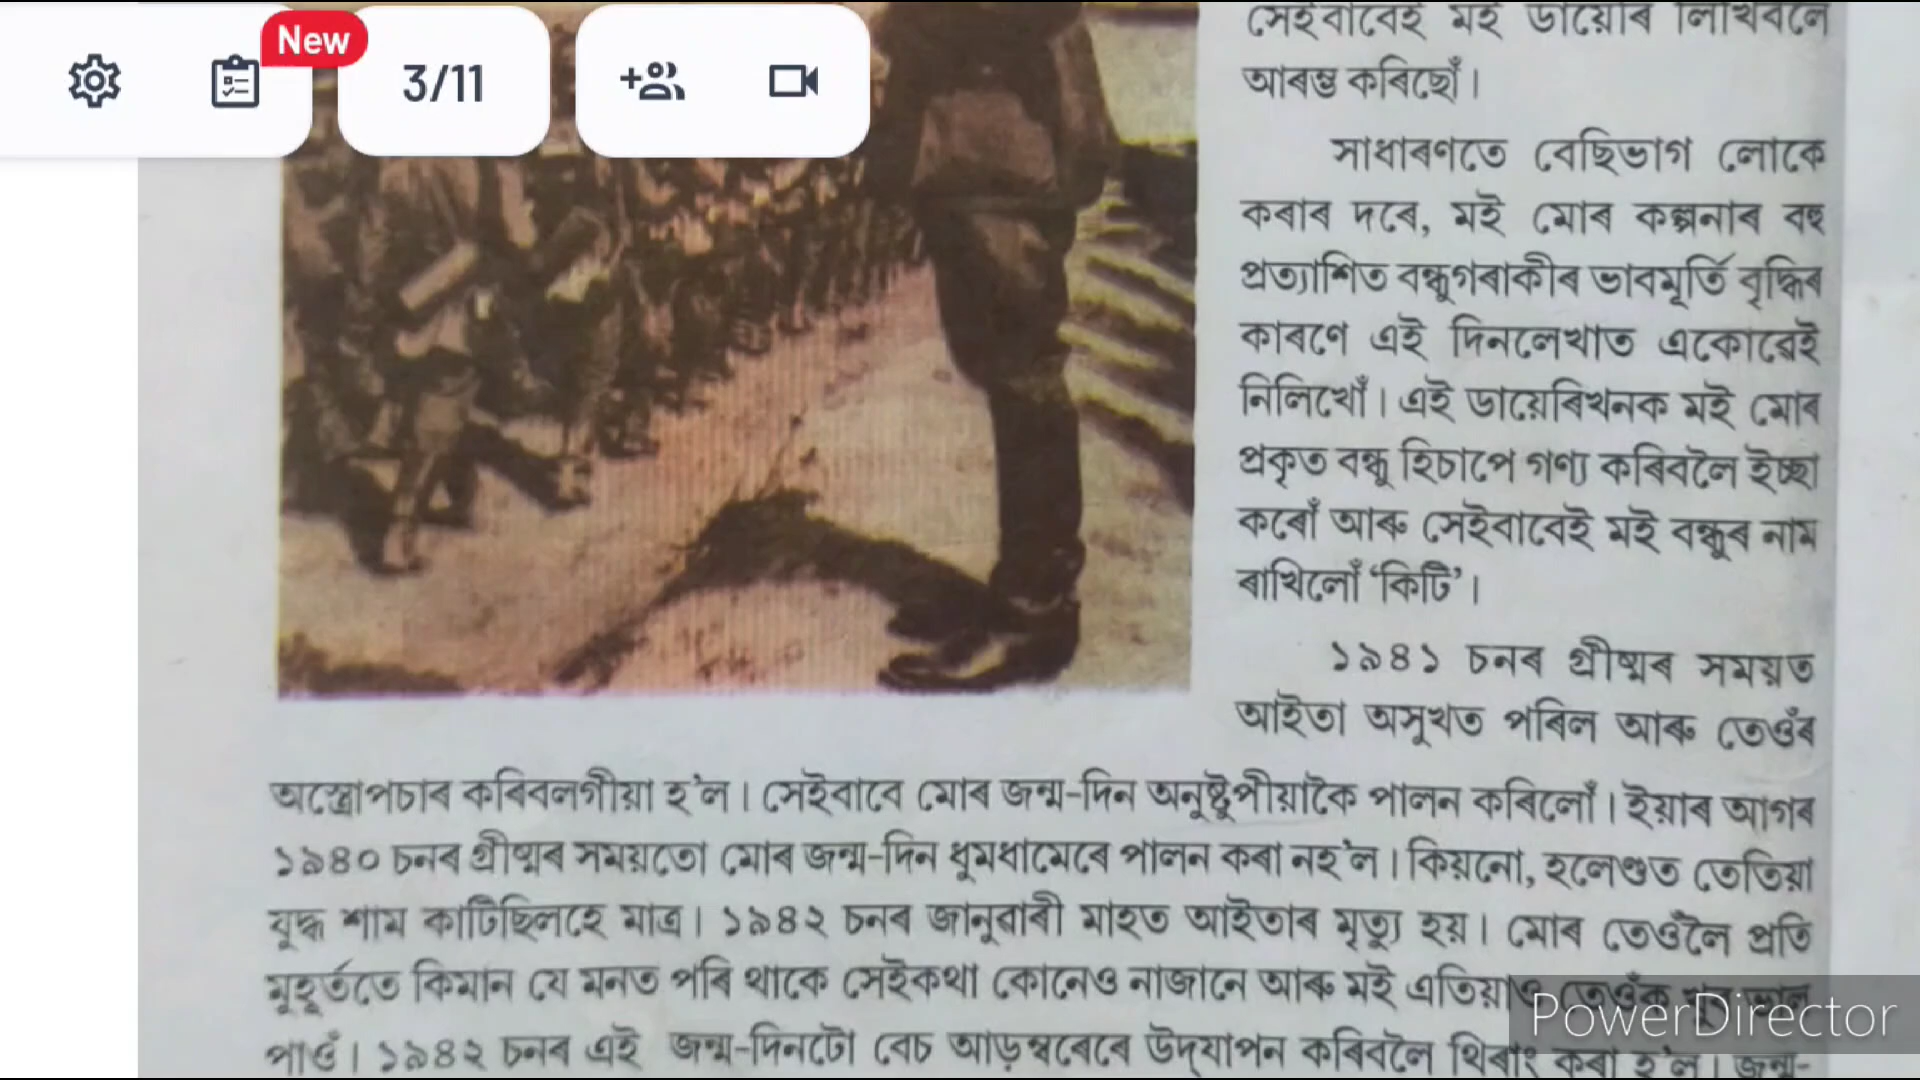 New
3/11
সেইবাবেই মই ডায়েৰি লিখিবলৈ
আৰম্ভ কৰিছোঁ।
সাধাৰণতে বেছিভাগ লোকে
কৰাৰ দৰে, মই মোৰ কল্পনাৰ বহু
প্ৰত্যাশিত বন্ধুগৰাকীৰ ভাবমূৰ্তি বৃদ্ধিৰ
কাৰণে এই দিনলেখাত একোৱেই
নিলিখোঁ। এই ডায়েৰিখনক মই মোৰ
প্ৰকৃত বন্ধু হিচাপে গণ্য কৰিবলৈ ইচ্ছা
কৰোঁ আৰু সেইবাবেই মই বন্ধুৰ নাম
ৰাখিলোঁ ‘কিটি’।
১৯৪১ চনৰ গ্ৰীষ্মৰ সময়ত
আইতা অসুখত পৰিল আৰু তেওঁৰ
অস্ত্ৰোপচাৰ কৰিবলগীয়া হ’ল। সেইবাবে মোৰ জন্ম-দিন অনুষ্টুপীয়াকৈ পালন কৰিলোঁ। ইয়াৰ আগৰ
১৯৪০ চনৰ গ্ৰীষ্মৰ সময়তো মোৰ জন্ম-দিন ধুমধামেৰে পালন কৰা নহ’ল। কিয়নো, হলেণ্ডত তেতিয়া
যুদ্ধ শাম কাটিছিলহে মাত্ৰ। ১৯৪২ চনৰ জানুৱাৰী মাহত আইতাৰ মৃত্যু হয়। মোৰ তেওঁলৈ প্ৰতি
মুহূৰ্ততে কিমান যে মনত পৰি থাকে সেইকথা কোনেও নাজানে আৰু মই এতিয়াও তেওঁক খুব ভাল
পাওঁ। ১৯৪২ চনৰ এই জন্ম-দিনটো বেচ আড়ম্বৰেৰে উদ্‌যাপন কৰিবলৈ থিৰাং কৰা হ’ল। জন্ম-
PowerDirector